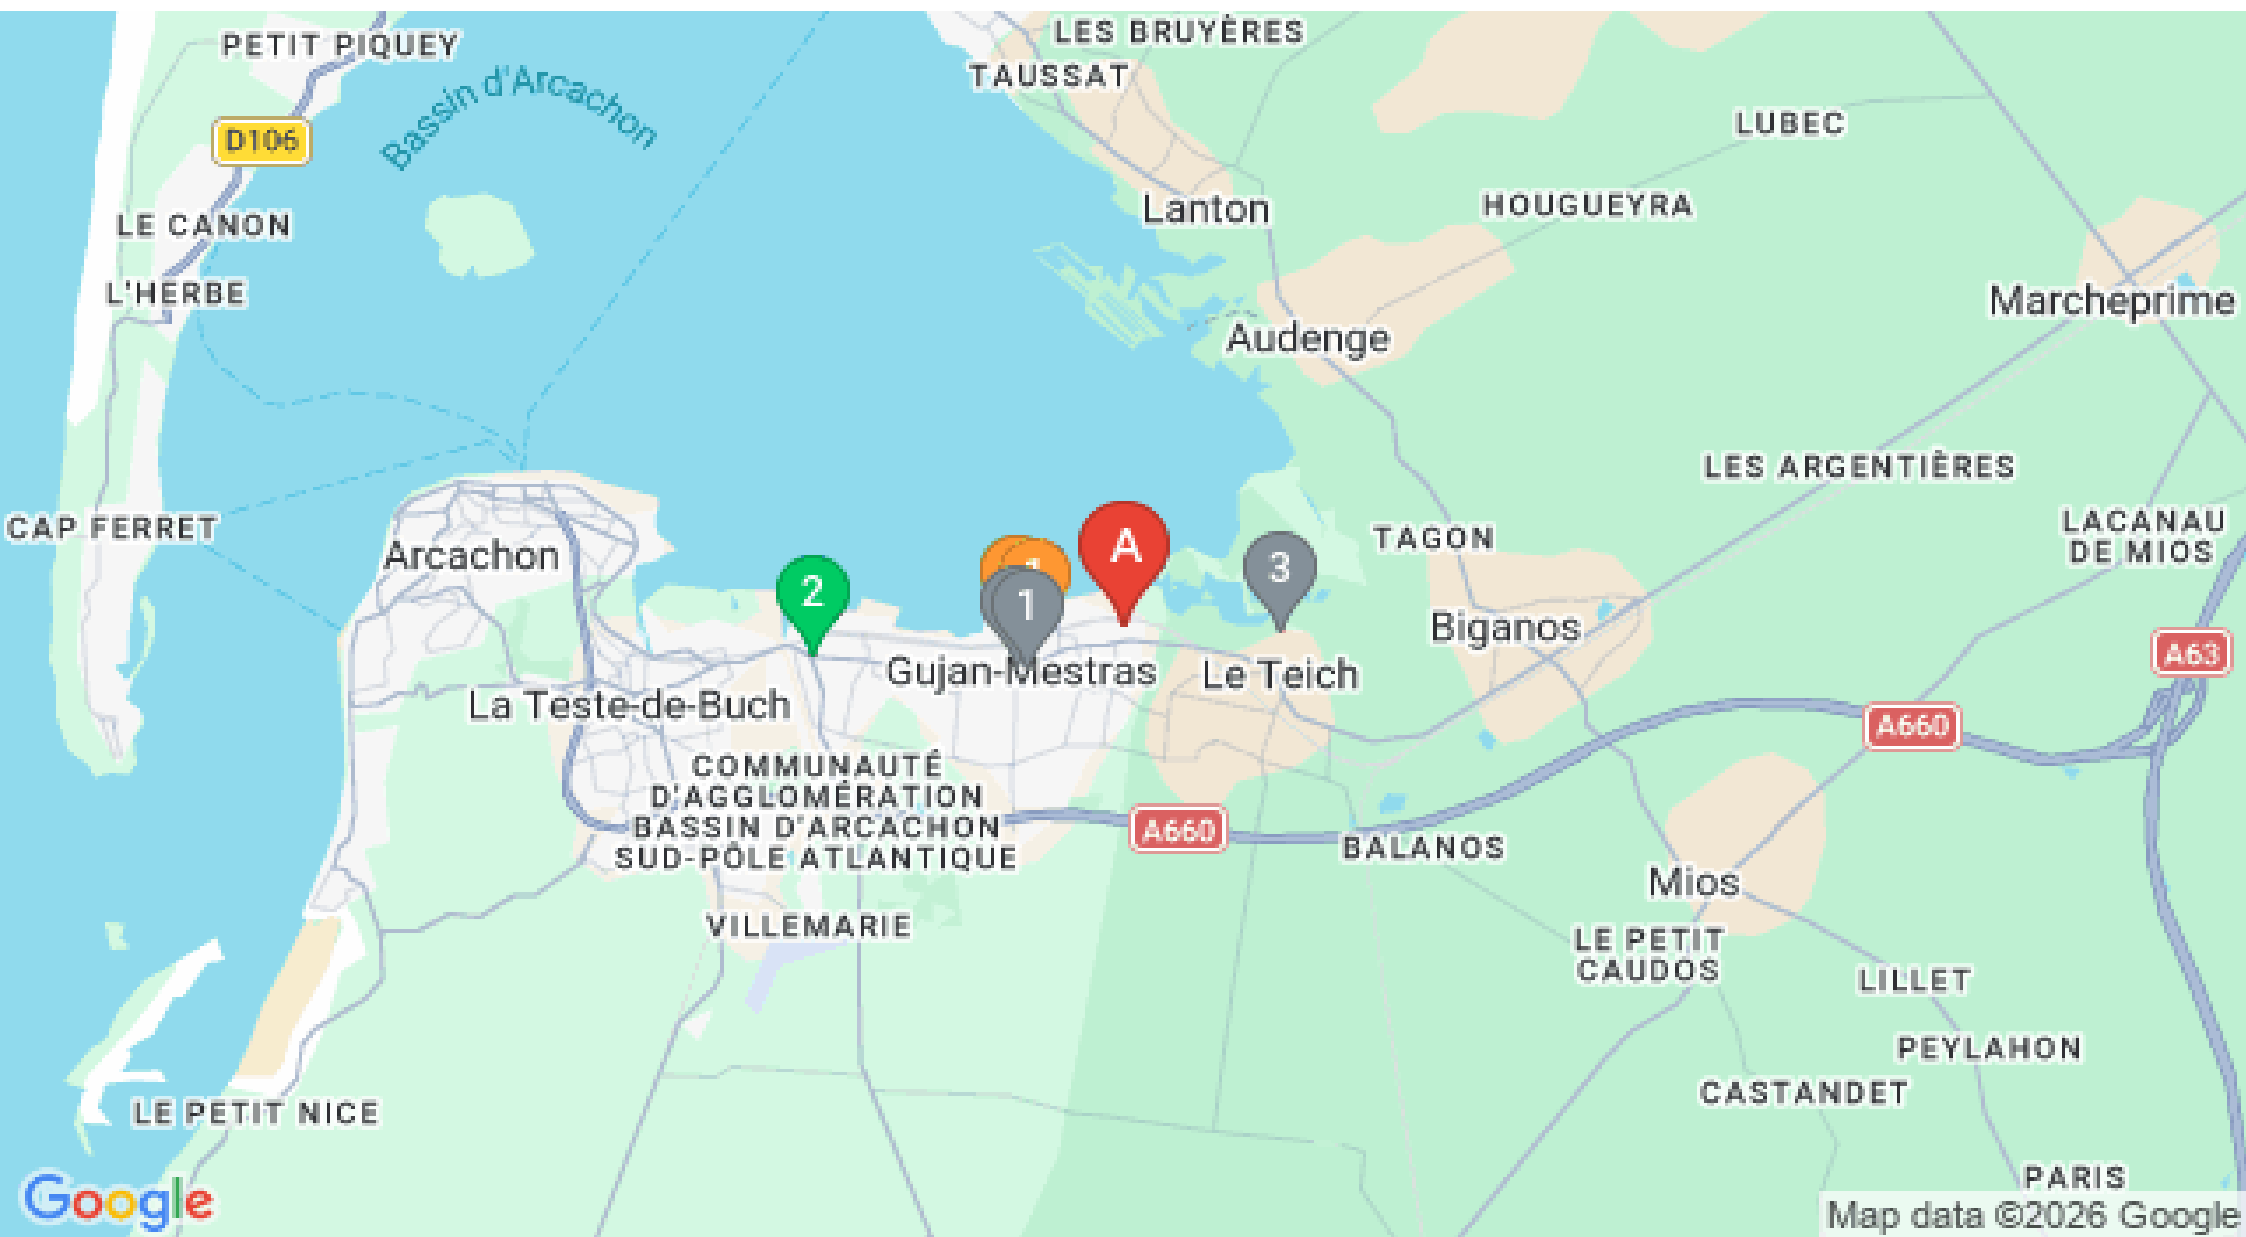 PETIT PIQUEY
LES BRUYÈRES
TAUSSAT
Bassin d'Arcachon
D106
LUBEC
LE CANON
Lanton
HOUGUEYRA
L'HERBE
Marcheprime
Audenge
LES ARGENTIÈRES
CAP FERRET
Arcachon
A
TAGON
LACANAU
DE MIOS
2
1
1
3
Biganos
A63
Gujan-Mestras
Le Teich
La Teste-de-Buch
A660
COMMUNAUTÉ
D'AGGLOMÉRATION
BASSIN D'ARCACHON
SUD-PÔLE ATLANTIQUE
A660
BALANOS
Mios
VILLEMARIE
LE PETIT
CAUDOS
LILLET
PEYLAHON
CASTANDET
LE PETIT NICE
PARIS
Google
Map data ©2026 Google